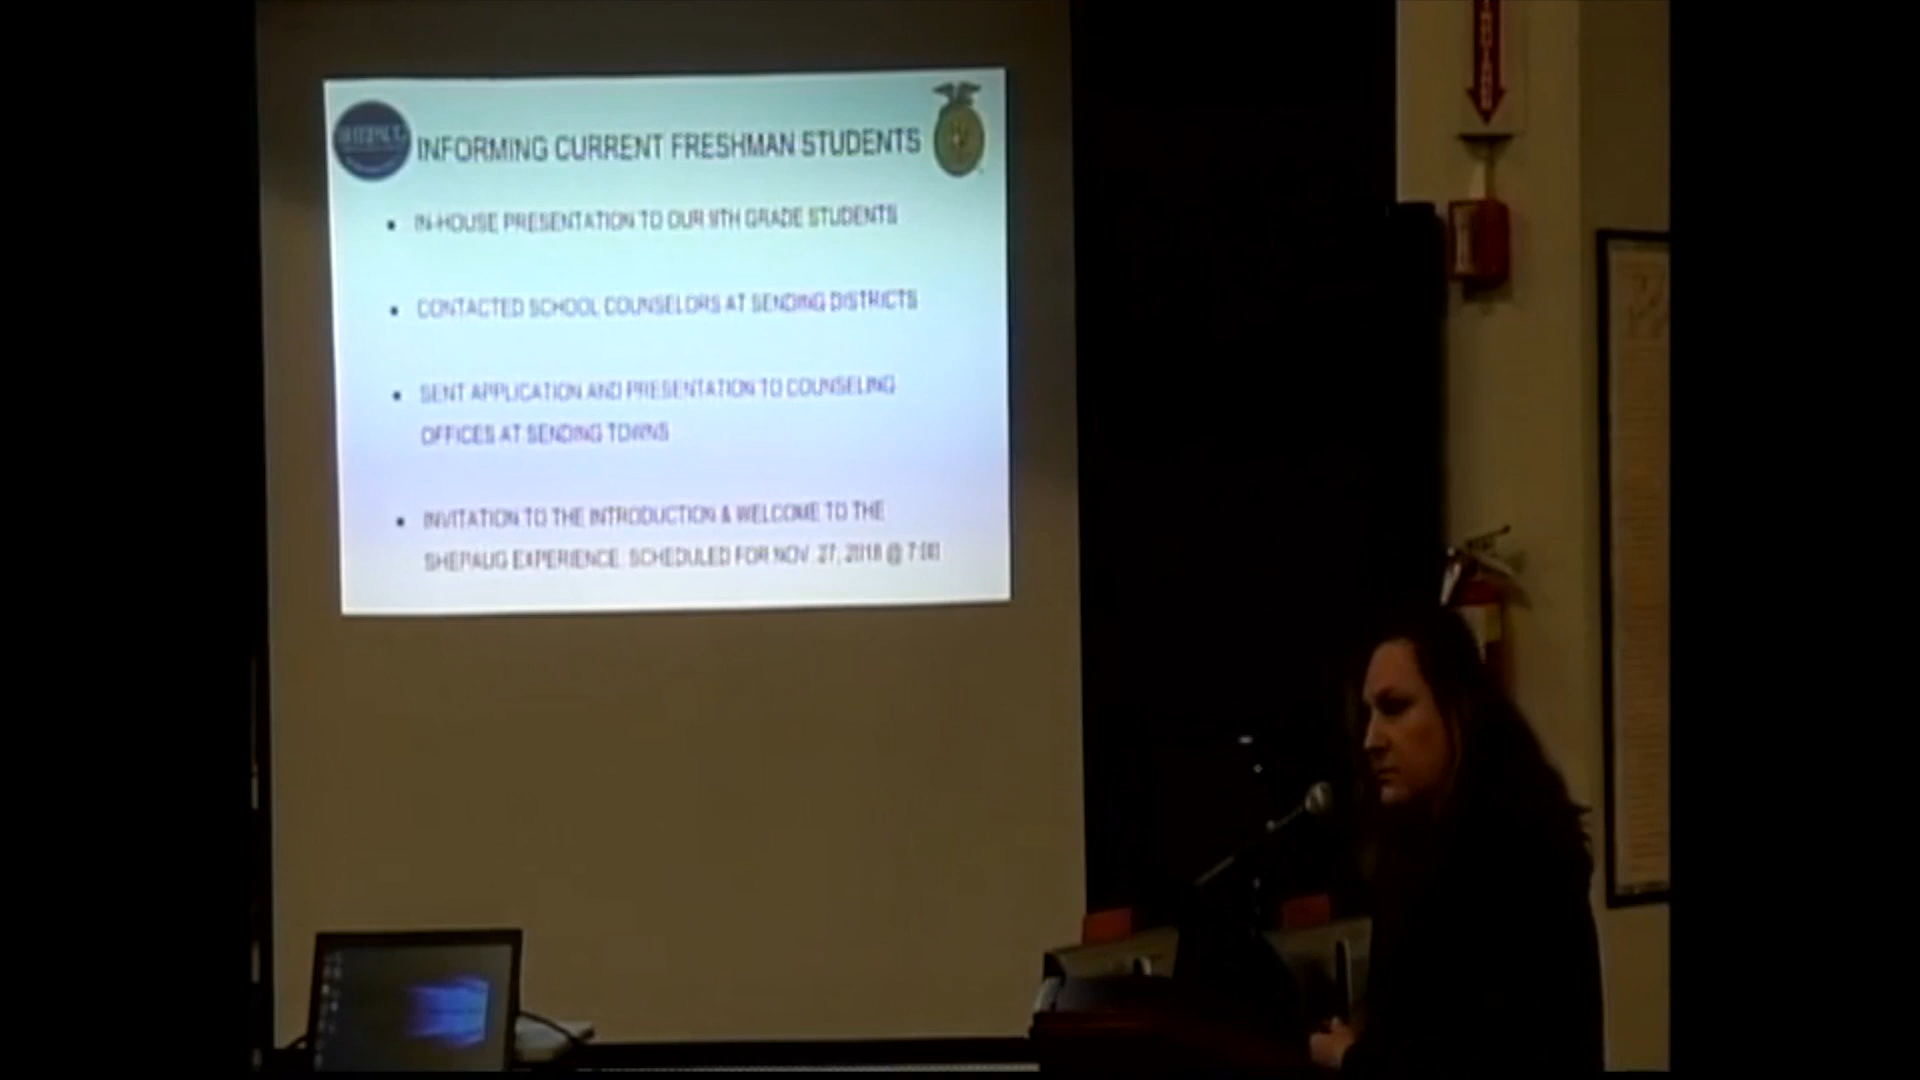 SHEPAUG
INFORMING CURRENT FRESHMAN STUDENTS
• IN-HOUSE PRESENTATION TO OUR 9TH GRADE STUDENTS
• CONTACTED SCHOOL COUNSELORS AT SENDING DISTRICTS
• SENT APPLICATION AND PRESENTATION TO COUNSELING
OFFICES AT SENDING TOWNS
• INVITATION TO THE INTRODUCTION & WELCOME TO THE
SHEPAUG EXPERIENCE: SCHEDULED FOR NOV. 27, 2018 @ 7:00